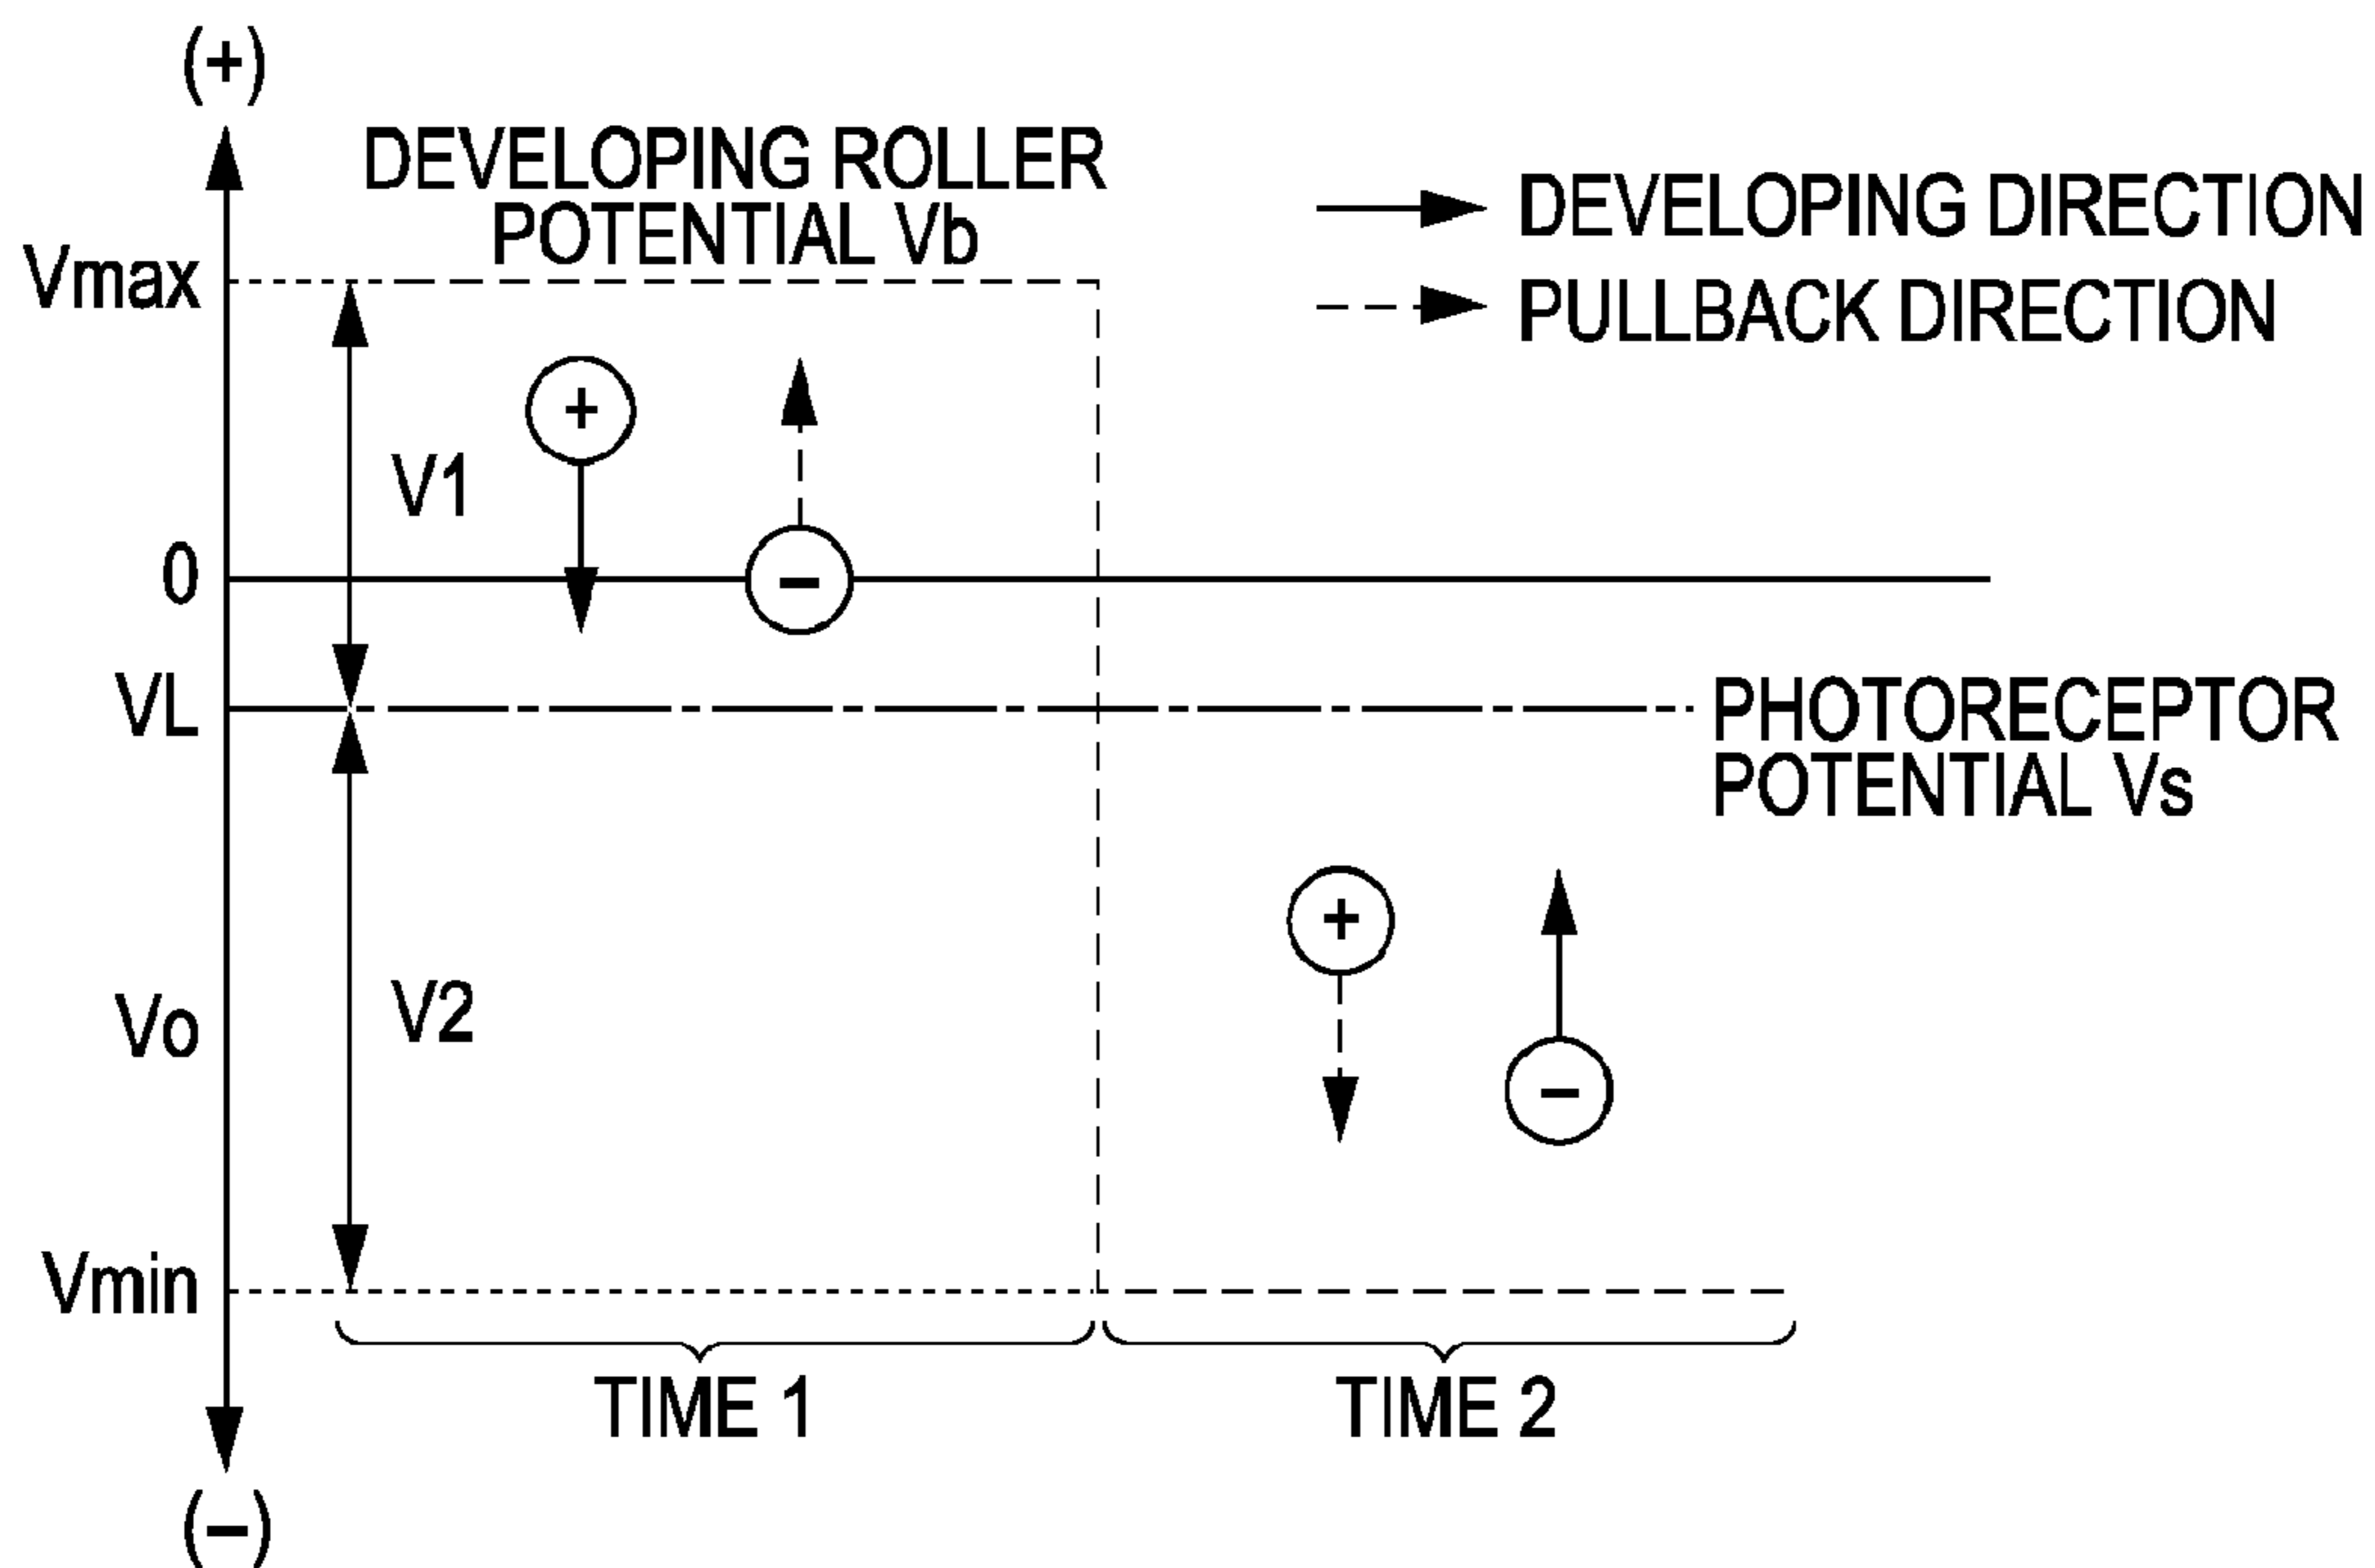 (+)
DEVELOPING ROLLER
POTENTIAL Vb
DEVELOPING DIRECTION
PULLBACK DIRECTION
Vmax
+
V1
0
−
VL
PHOTORECEPTOR
POTENTIAL Vs
+
V2
Vo
−
Vmin
TIME 1
TIME 2
(−)